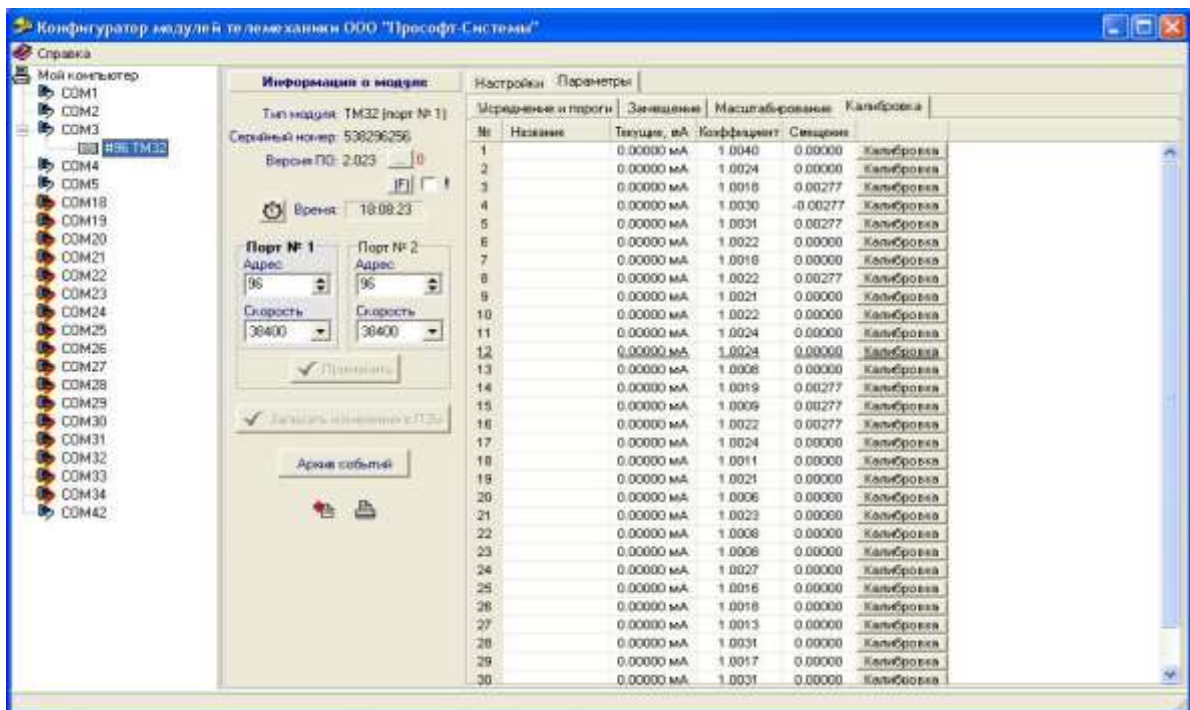 Конфигуратор модулей телемеханики ООО "Прософт-Системы"
Справка
Мой компьютер
COM1
COM2
COM3
#96 TM32
COM4
COM5
COM18
COM19
COM20
COM21
COM22
COM23
COM24
COM25
COM26
COM27
COM28
COM29
COM30
COM31
COM32
COM33
COM34
COM42
Информация о модуле
Тип модуля: TM32 (порт № 1)
Серийный номер: 538296256
Версия ПО: 2.023 ... 0
|F| !
Время: 18:08:23
Порт № 1 Порт № 2
Адрес Адрес
96 96
Скорость Скорость
38400 38400
Применить
Записать изменения в ПЗУ
Архив событий
Настройки Параметры
Усреднение и пороги Замещение Масштабирование Калибровка
№ Название Текущие, мА Коэффициент Смещение
1 0.00000 мА 1.0040 0.00000 Калибровка
2 0.00000 мА 1.0024 0.00000 Калибровка
3 0.00000 мА 1.0016 0.00277 Калибровка
4 0.00000 мА 1.0030 -0.00277 Калибровка
5 0.00000 мА 1.0031 0.00277 Калибровка
6 0.00000 мА 1.0022 0.00000 Калибровка
7 0.00000 мА 1.0016 0.00000 Калибровка
8 0.00000 мА 1.0022 0.00277 Калибровка
9 0.00000 мА 1.0021 0.00000 Калибровка
10 0.00000 мА 1.0022 0.00000 Калибровка
11 0.00000 мА 1.0024 0.00000 Калибровка
12 0.00000 мА 1.0024 0.00000 Калибровка
13 0.00000 мА 1.0008 0.00000 Калибровка
14 0.00000 мА 1.0019 0.00277 Калибровка
15 0.00000 мА 1.0009 0.00277 Калибровка
16 0.00000 мА 1.0022 0.00277 Калибровка
17 0.00000 мА 1.0024 0.00000 Калибровка
18 0.00000 мА 1.0011 0.00000 Калибровка
19 0.00000 мА 1.0021 0.00000 Калибровка
20 0.00000 мА 1.0006 0.00000 Калибровка
21 0.00000 мА 1.0023 0.00000 Калибровка
22 0.00000 мА 1.0008 0.00000 Калибровка
23 0.00000 мА 1.0006 0.00000 Калибровка
24 0.00000 мА 1.0027 0.00000 Калибровка
25 0.00000 мА 1.0016 0.00000 Калибровка
26 0.00000 мА 1.0018 0.00000 Калибровка
27 0.00000 мА 1.0013 0.00000 Калибровка
28 0.00000 мА 1.0031 0.00000 Калибровка
29 0.00000 мА 1.0017 0.00000 Калибровка
30 0.00000 мА 1.0031 0.00000 Калибровка